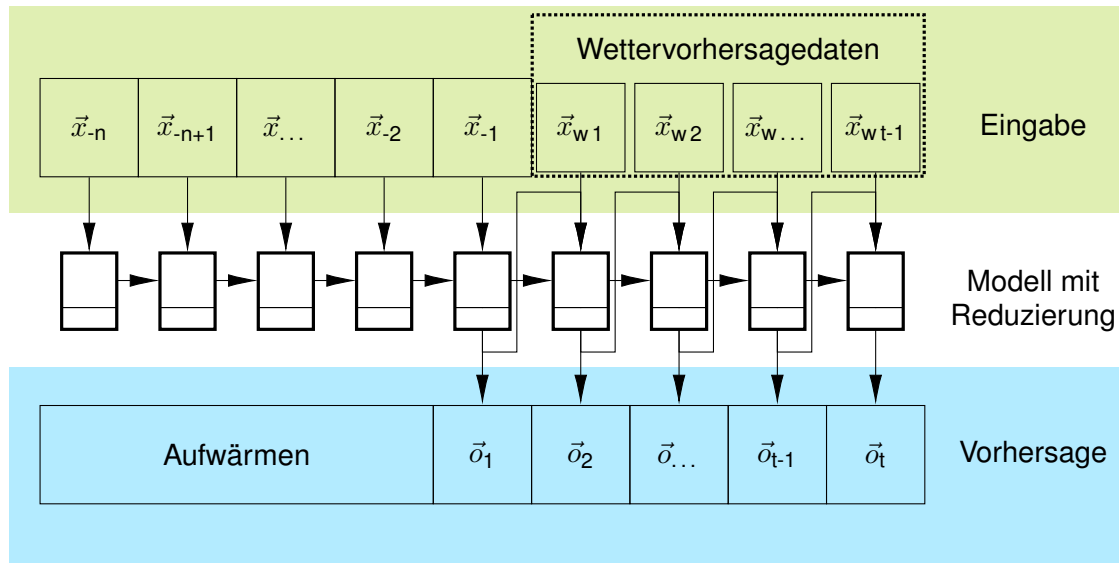 Wettervorhersagedaten
x⃗-n x⃗-n+1 x⃗... x⃗-2 x⃗-1 x⃗w 1 x⃗w 2 x⃗w ... x⃗w t-1
Eingabe
Modell mit
Reduzierung
Aufwärmen o⃗1 o⃗2 o⃗... o⃗t-1 o⃗t
Vorhersage